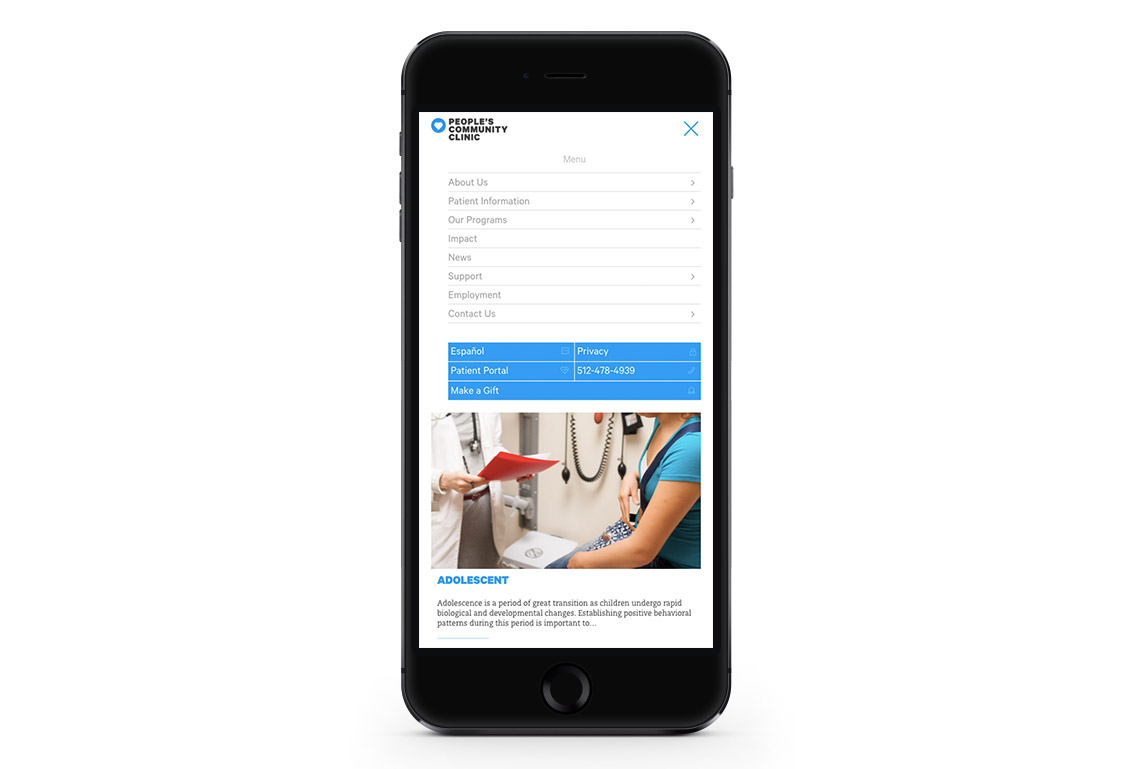 PEOPLE'S
COMMUNITY
CLINIC
Menu
About Us
Patient Information
Our Programs
Impact
News
Support
Employment
Contact Us
Español
Privacy
Patient Portal
512-478-4939
Make a Gift
ADOLESCENT
Adolescence is a period of great transition as children undergo rapid
biological and developmental changes. Establishing positive behavioral
patterns during this period is important to...